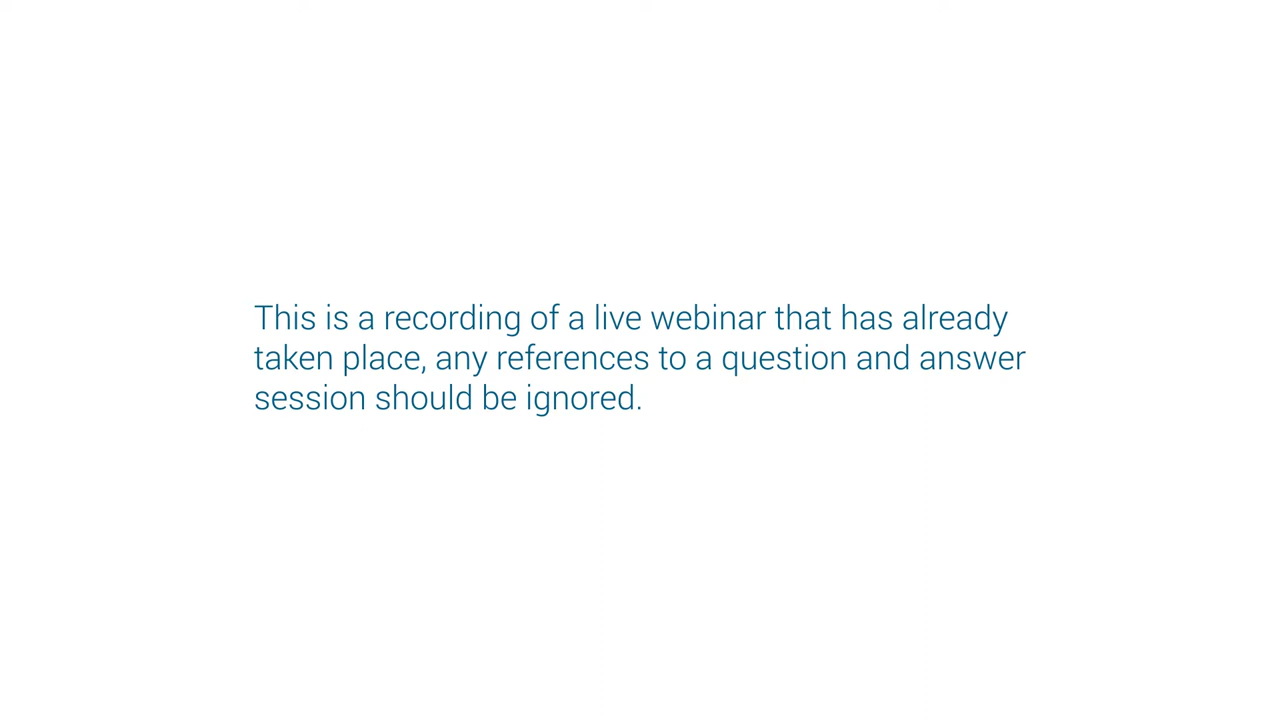 This is a recording of a live webinar that has already
taken place, any references to a question and answer
session should be ignored.